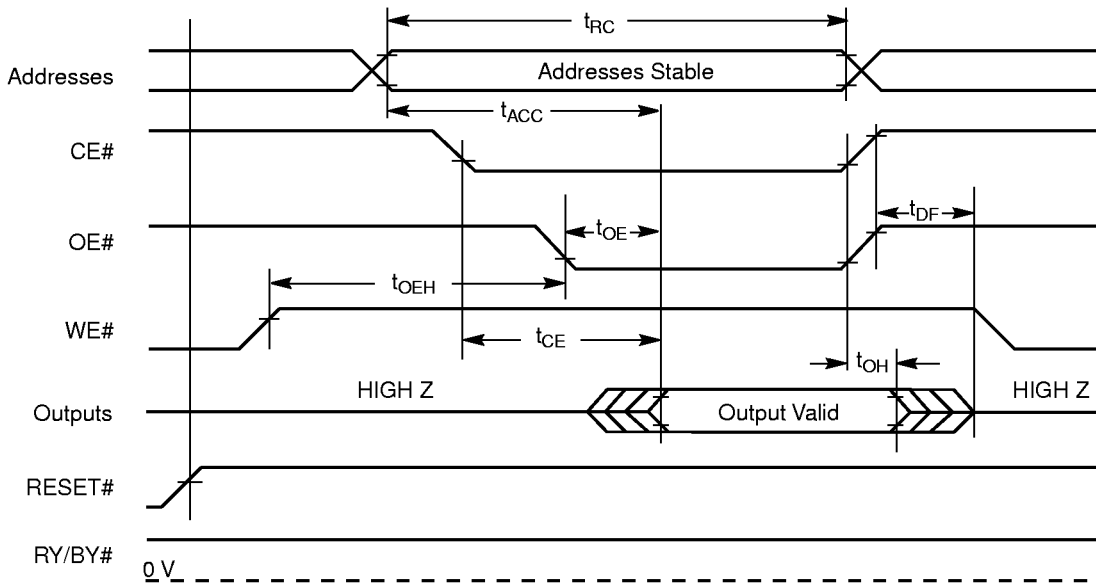 tRC
Addresses
Addresses Stable
tACC
CE#
tDF
OE#
tOE
tOEH
WE#
tCE
tOH
HIGH Z
HIGH Z
Outputs
Output Valid
RESET#
RY/BY#
0 V